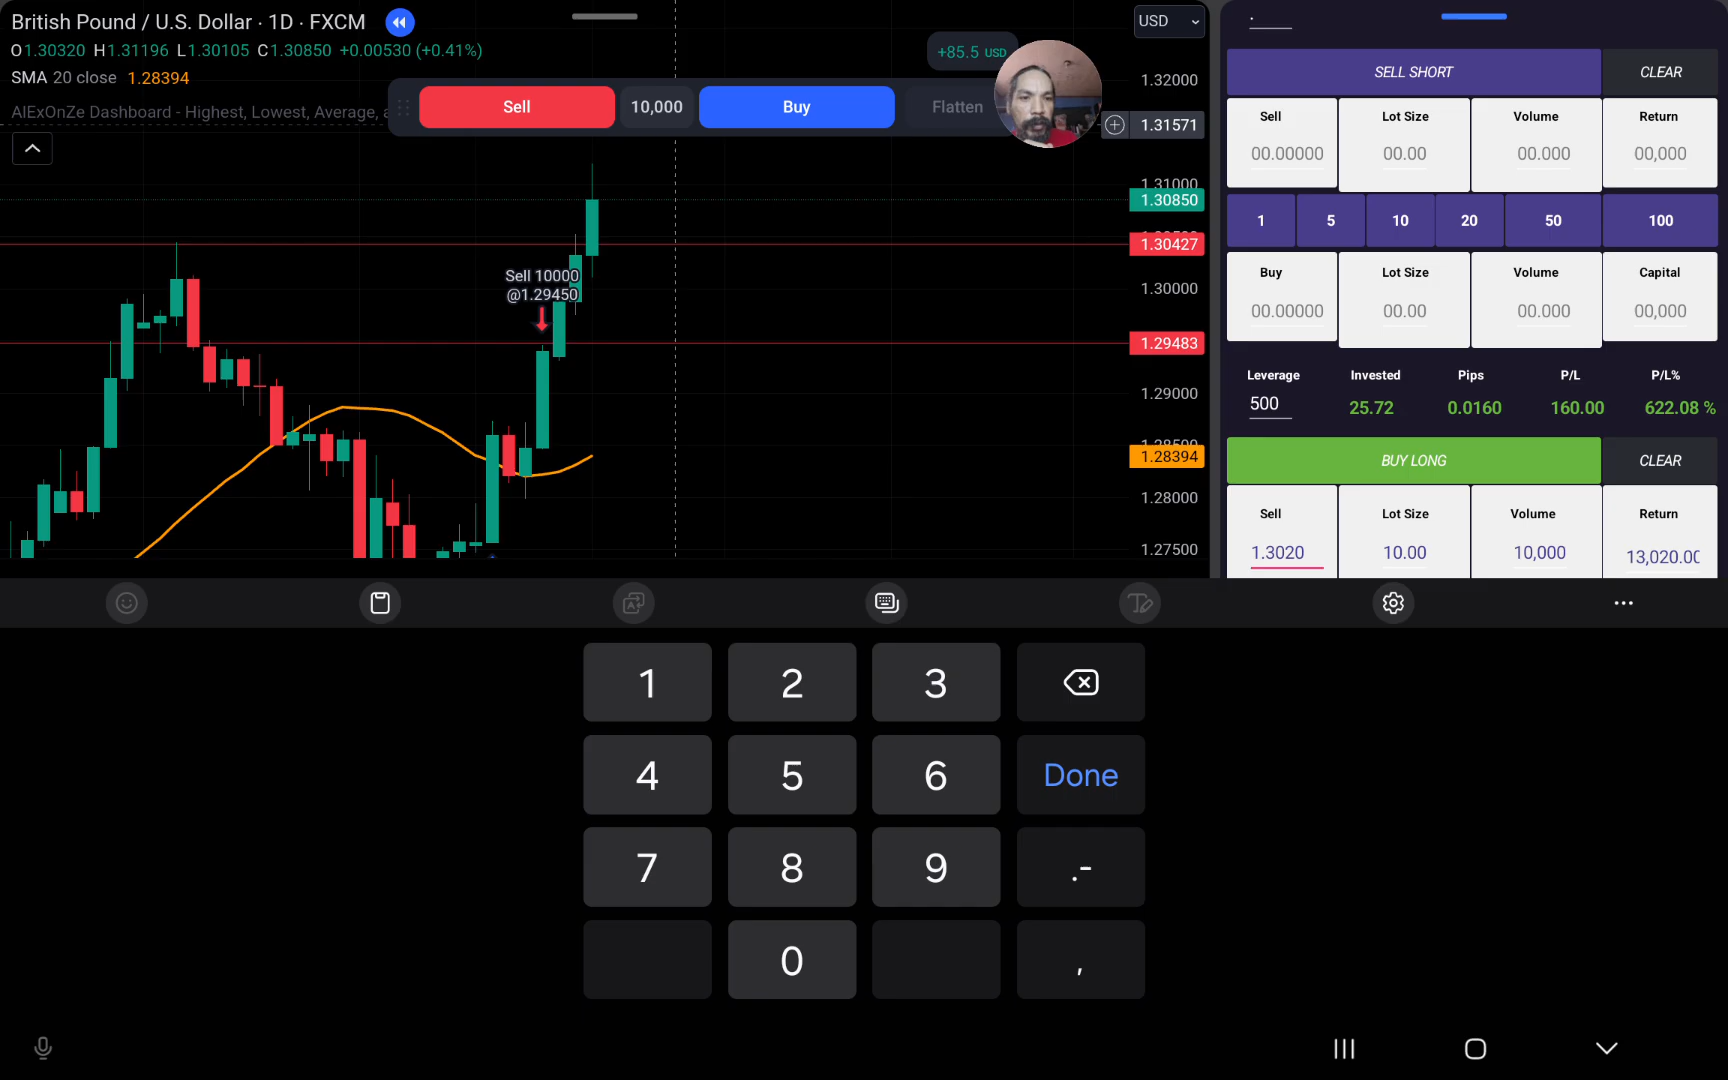 British Pound / U.S. Dollar · 1D · FXCM
O1.30320 H1.31196 L1.30105 C1.30850 +0.00530 (+0.41%)
SMA 20 close 1.28394
AIExOnZe Dashboard - Highest, Lowest, Average, a
+85.5 USD
Sell
10,000
Buy
Flatten
USD
1.32000
1.31571
1.31000
1.30850
1.30427
1.30000
1.29483
1.29000
1.28500
1.28394
1.28000
1.27500
Sell 10000
@1.29450
SELL SHORT CLEAR
Sell Lot Size Volume Return
00.00000 00.00 00.000 00,000
1 5 10 20 50 100
Buy Lot Size Volume Capital
00.00000 00.00 00.000 00,000
Leverage Invested Pips P/L P/L%
500 25.72 0.0160 160.00 622.08 %
BUY LONG CLEAR
Sell Lot Size Volume Return
1.3020 10.00 10,000 13,020.00
1 2 3
4 5 6 Done
7 8 9 .-
0 ,